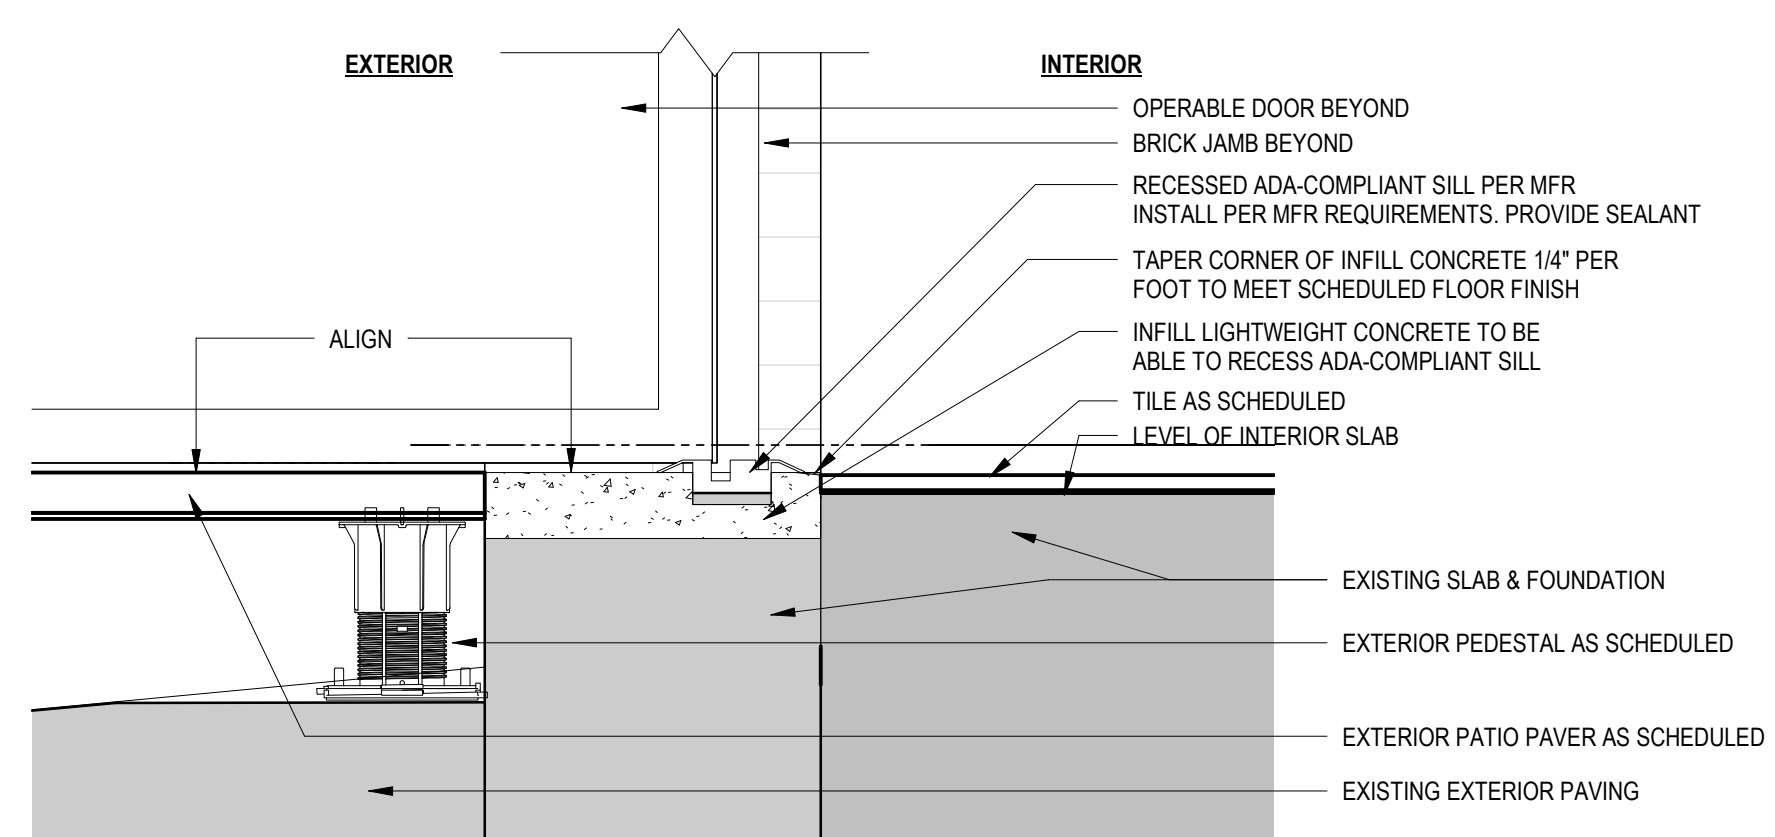 EXTERIOR
INTERIOR
OPERABLE DOOR BEYOND
BRICK JAMB BEYOND
RECESSED ADA-COMPLIANT SILL PER MFR
INSTALL PER MFR REQUIREMENTS. PROVIDE SEALANT
TAPER CORNER OF INFILL CONCRETE 1/4" PER
FOOT TO MEET SCHEDULED FLOOR FINISH
ALIGN
INFILL LIGHTWEIGHT CONCRETE TO BE
ABLE TO RECESS ADA-COMPLIANT SILL
TILE AS SCHEDULED
LEVEL OF INTERIOR SLAB
EXISTING SLAB & FOUNDATION
EXTERIOR PEDESTAL AS SCHEDULED
EXTERIOR PATIO PAVER AS SCHEDULED
EXISTING EXTERIOR PAVING